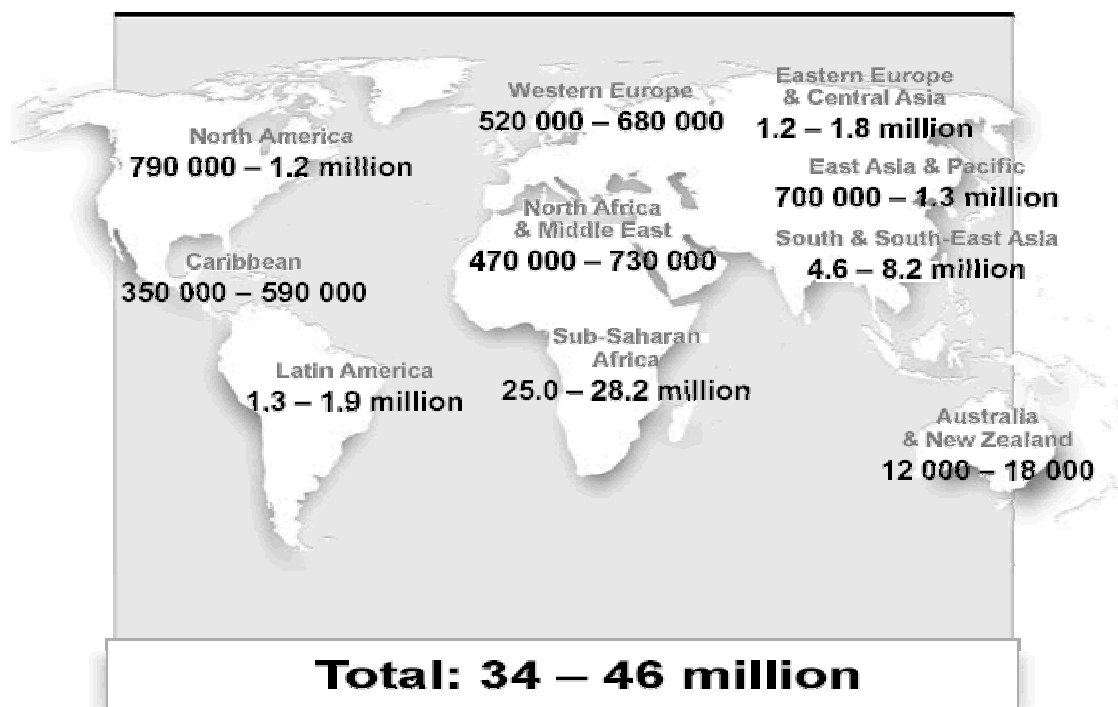 North America
790 000 – 1.2 million
Caribbean
350 000 – 590 000
Latin America
1.3 – 1.9 million
Western Europe
520 000 – 680 000
North Africa
& Middle East
470 000 – 730 000
Sub-Saharan
Africa
25.0 – 28.2 million
Eastern Europe
& Central Asia
1.2 – 1.8 million
East Asia & Pacific
700 000 – 1.3 million
South & South-East Asia
4.6 – 8.2 million
Australia
& New Zealand
12 000 – 18 000
Total: 34 – 46 million